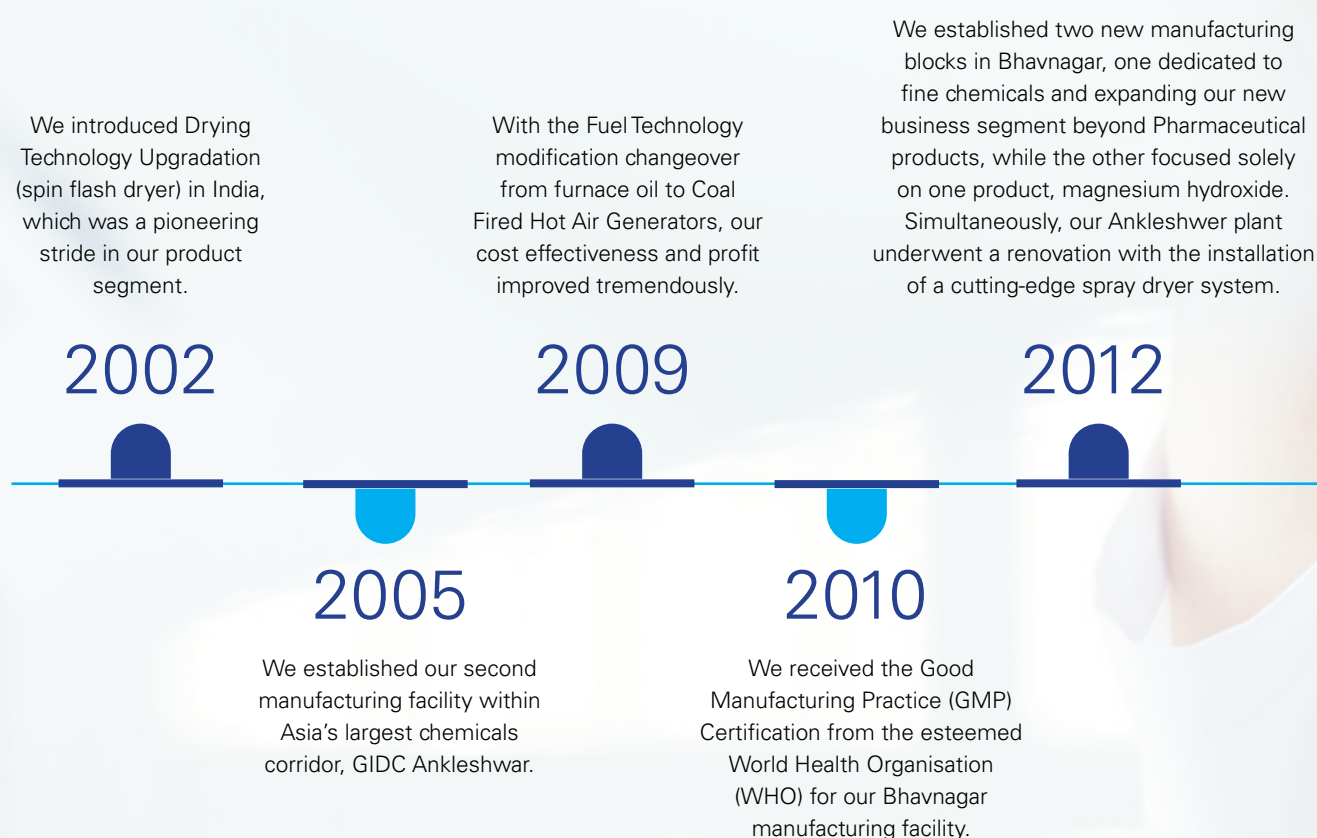 We introduced Drying
Technology Upgradation
(spin flash dryer) in India,
which was a pioneering
stride in our product
segment.
2002
We established our second
manufacturing facility within
Asia's largest chemicals
corridor, GIDC Ankleshwar.
2005
With the Fuel Technology
modification changeover
from furnace oil to Coal
Fired Hot Air Generators, our
cost effectiveness and profit
improved tremendously.
2009
2010
We received the Good
Manufacturing Practice (GMP)
Certification from the esteemed
World Health Organisation
(WHO) for our Bhavnagar
manufacturing facility.
We established two new manufacturing
blocks in Bhavnagar, one dedicated to
fine chemicals and expanding our new
business segment beyond Pharmaceutical
products, while the other focused solely
on one product, magnesium hydroxide.
Simultaneously, our Ankleshwer plant
underwent a renovation with the installation
of a cutting-edge spray dryer system.
2012